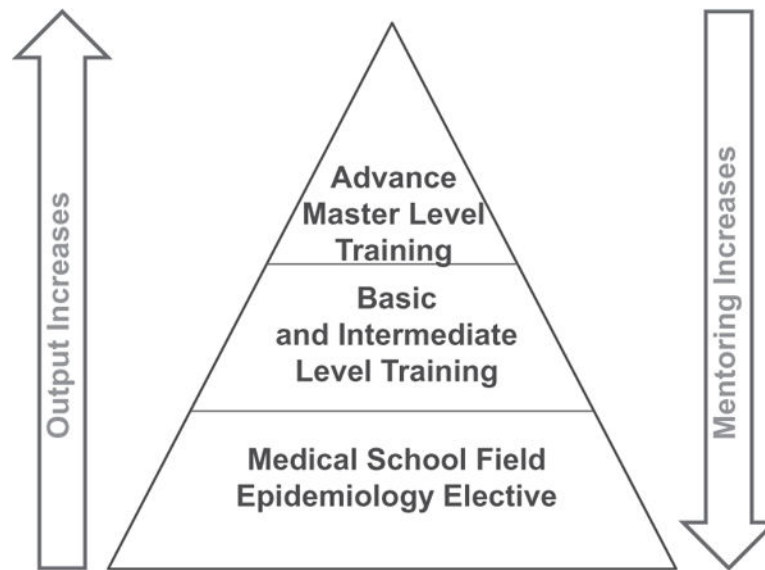 Output Increases
Advance
Master Level
Training
Basic
and Intermediate
Level Training
Medical School Field
Epidemiology Elective
Mentoring Increases